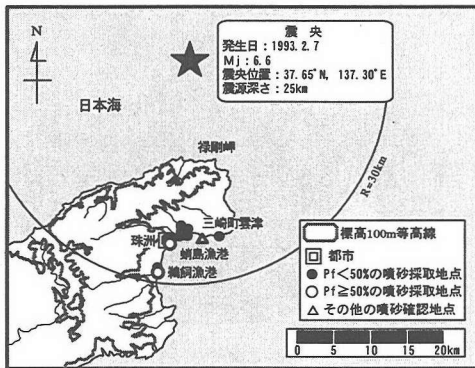 N
震 央
発生日：1993.2.7
Mj：6.6
震央位置：37.65°N, 137.30°E
震源深さ：25km
日本海
禄剛岬
R=30km
三崎町雲津
珠洲
蛸島漁港
鵜飼漁港
標高100m等高線
都市
Pf＜50%の噴砂採取地点
Pf≧50%の噴砂採取地点
その他の噴砂確認地点
0 5 10 15 20km